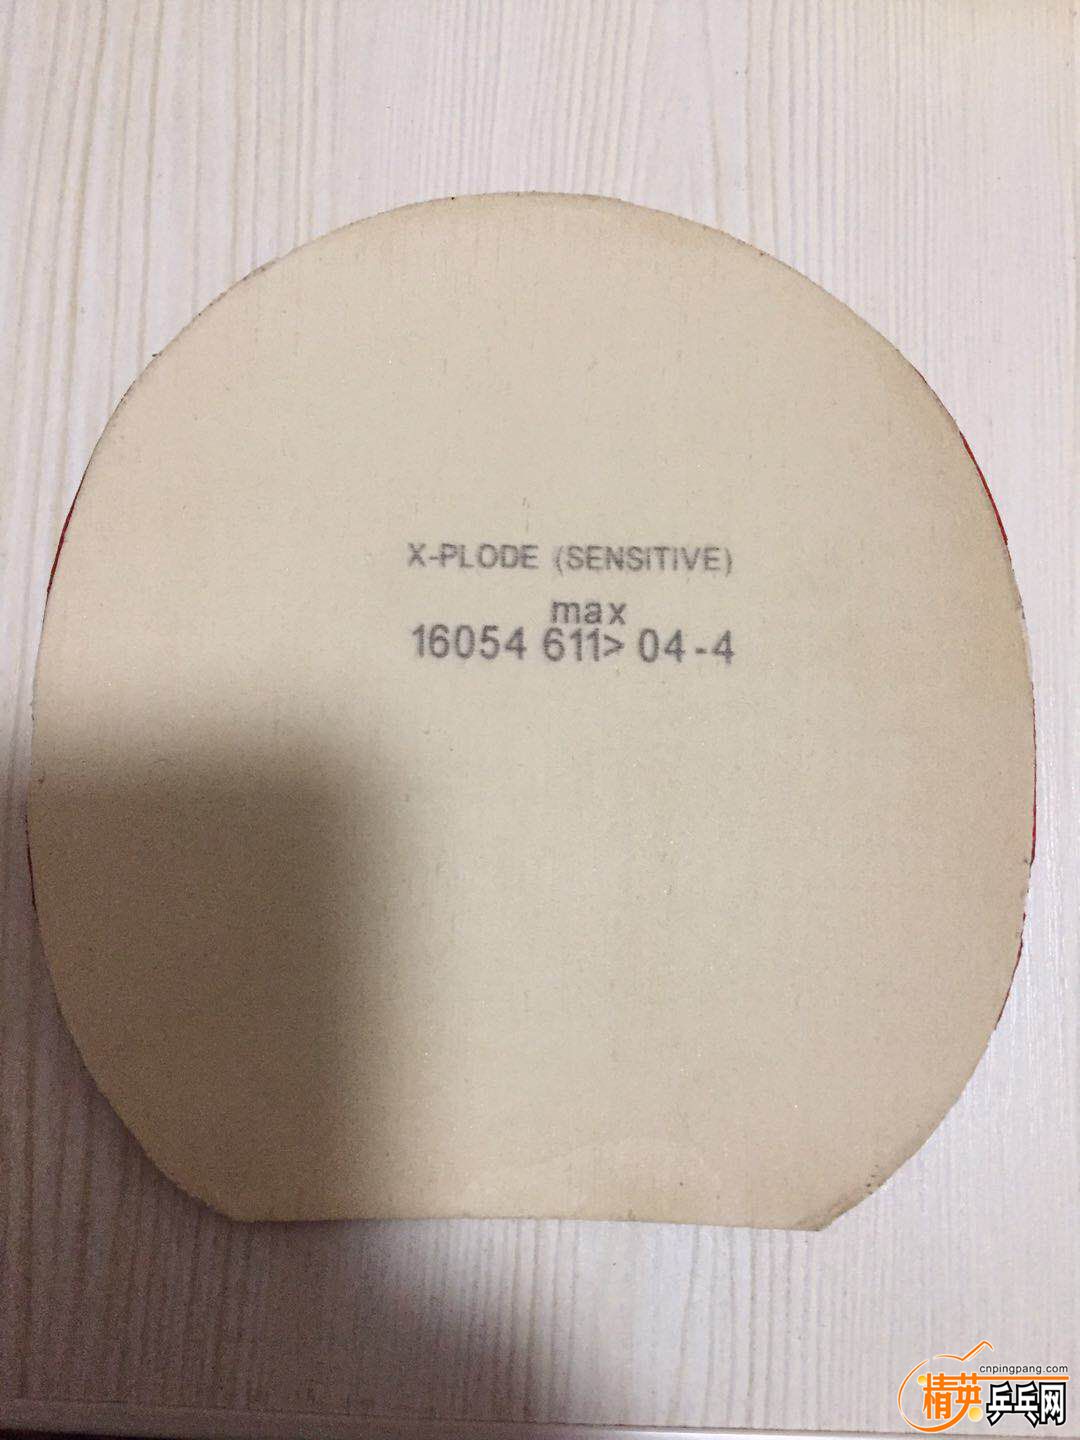 X-PLODE (SENSITIVE)
max
16054 611> 04-4
cnpingpang.com
精英乒乓网